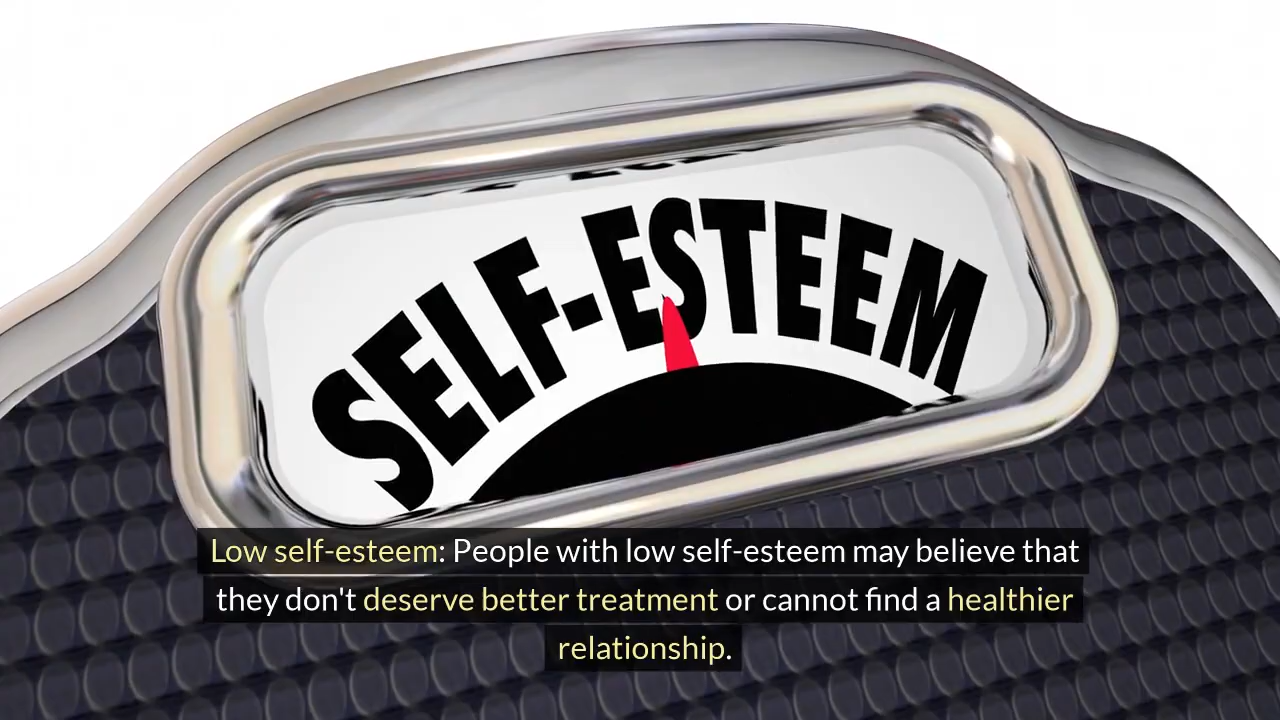 SELF-ESTEEM
Low self-esteem: People with low self-esteem may believe that
they don't deserve better treatment or cannot find a healthier
relationship.